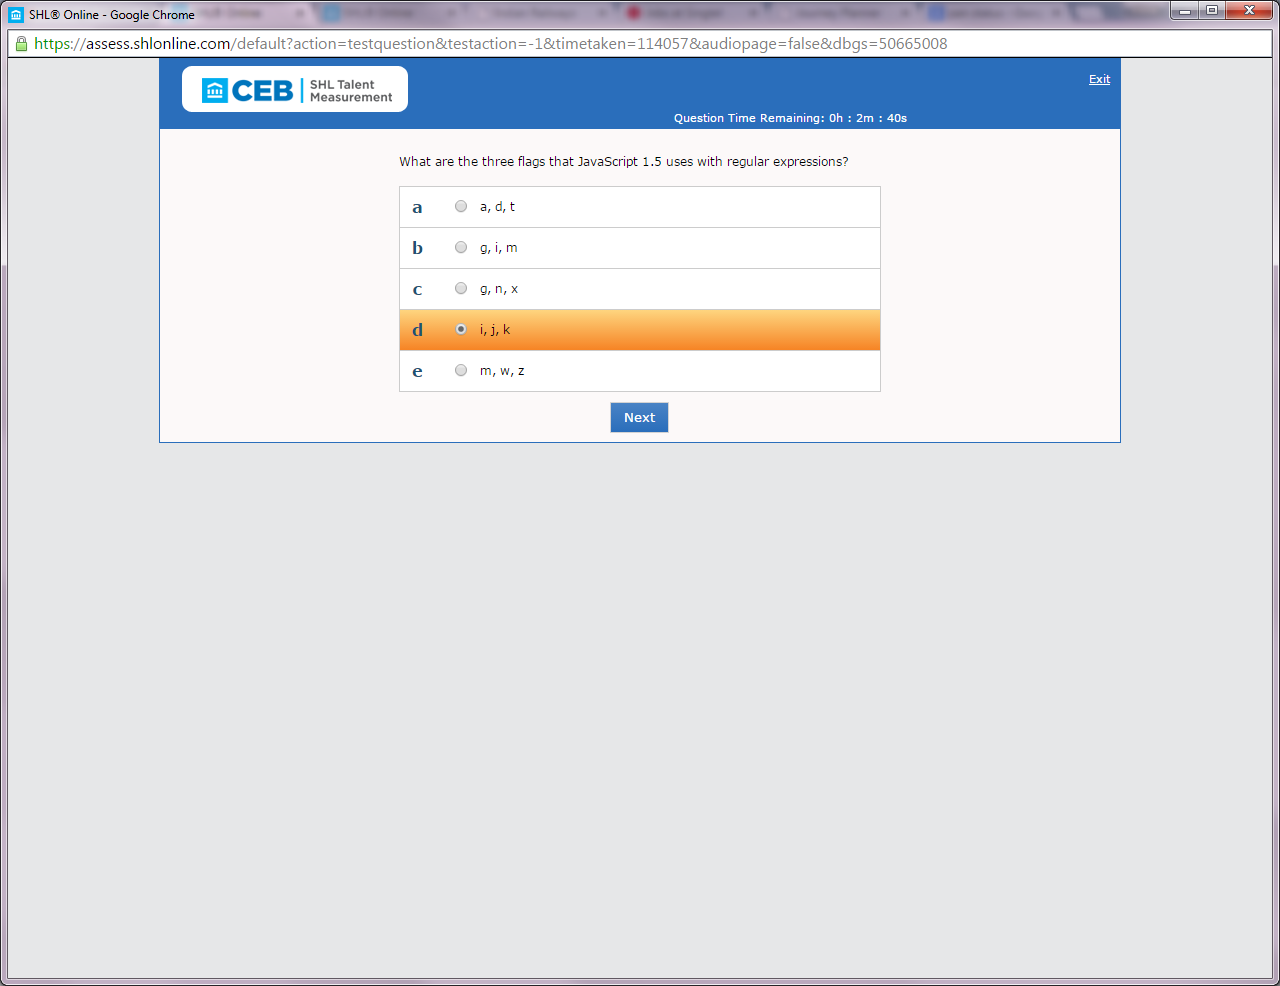 SHL® Online - Google Chrome
https://assess.shlonline.com/default?action=testquestion&testaction=-1&timetaken=114057&audiopage=false&dbgs=50665008
CEB SHL Talent Measurement
Exit
Question Time Remaining: 0h : 2m : 40s
What are the three flags that JavaScript 1.5 uses with regular expressions?
a a, d, t
b g, i, m
c g, n, x
d i, j, k
e m, w, z
Next